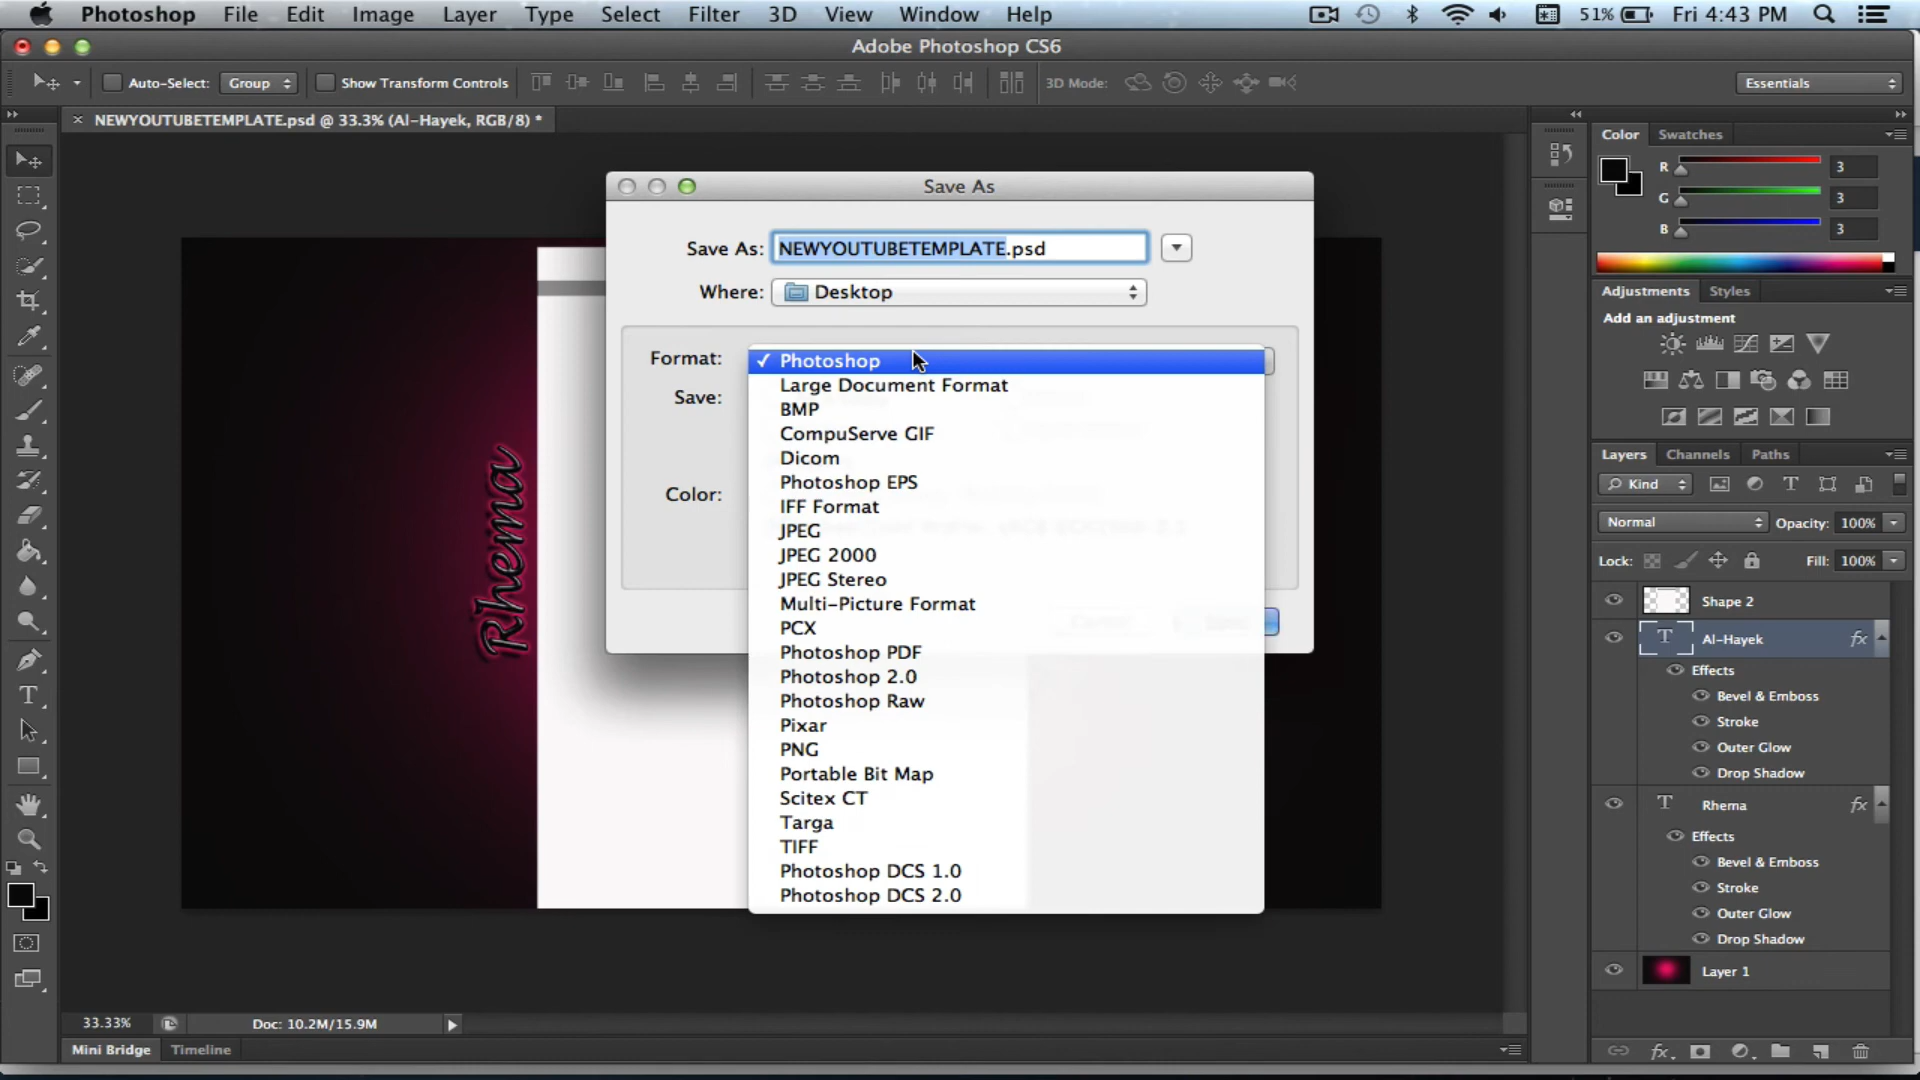 Photoshop File Edit Image Layer Type Select Filter 3D View Window Help 51% Fri 4:43 PM
Adobe Photoshop CS6
Auto-Select: Group Show Transform Controls 3D Mode: Essentials
NEWYOUTUBETEMPLATE.psd @ 33.3% (Al-Hayek, RGB/8) *
Save As
Save As: NEWYOUTUBETEMPLATE.psd
Where: Desktop
Format:
Save:
Color:
✓ Photoshop
Large Document Format
BMP
CompuServe GIF
Dicom
Photoshop EPS
IFF Format
JPEG
JPEG 2000
JPEG Stereo
Multi-Picture Format
PCX
Photoshop PDF
Photoshop 2.0
Photoshop Raw
Pixar
PNG
Portable Bit Map
Scitex CT
Targa
TIFF
Photoshop DCS 1.0
Photoshop DCS 2.0
Rhema
Color Swatches
R 3
G 3
B 3
Adjustments Styles
Add an adjustment
Layers Channels Paths
Kind
Normal Opacity: 100%
Lock: Fill: 100%
Shape 2
T Al-Hayek fx
Effects
Bevel & Emboss
Stroke
Outer Glow
Drop Shadow
T Rhema fx
Effects
Bevel & Emboss
Stroke
Outer Glow
Drop Shadow
Layer 1
33.33% Doc: 10.2M/15.9M
Mini Bridge Timeline